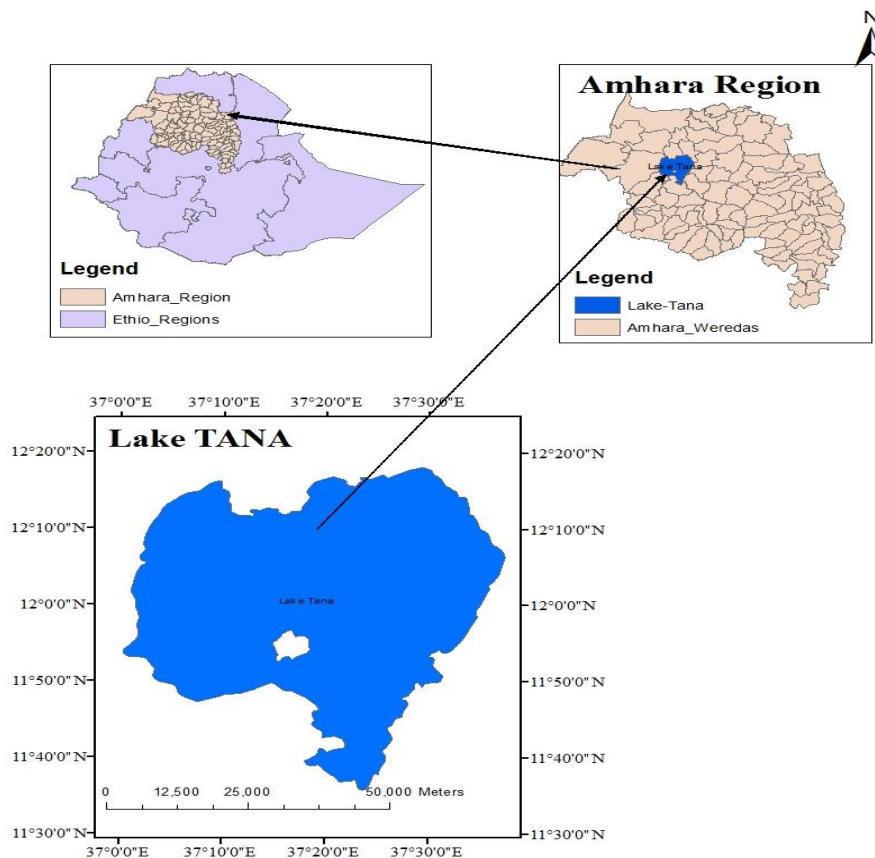 N
Amhara Region
Lake Tana
Legend
Lake-Tana
Amhara_Weredas
Legend
Amhara_Region
Ethio_Regions
37°0'0"E 37°10'0"E 37°20'0"E 37°30'0"E
Lake TANA
12°20'0"N 12°20'0"N
12°10'0"N 12°10'0"N
12°0'0"N 12°0'0"N
Lake Tana
11°50'0"N 11°50'0"N
11°40'0"N 11°40'0"N
0 12,500 25,000 50,000 Meters
11°30'0"N 11°30'0"N
37°0'0"E 37°10'0"E 37°20'0"E 37°30'0"E